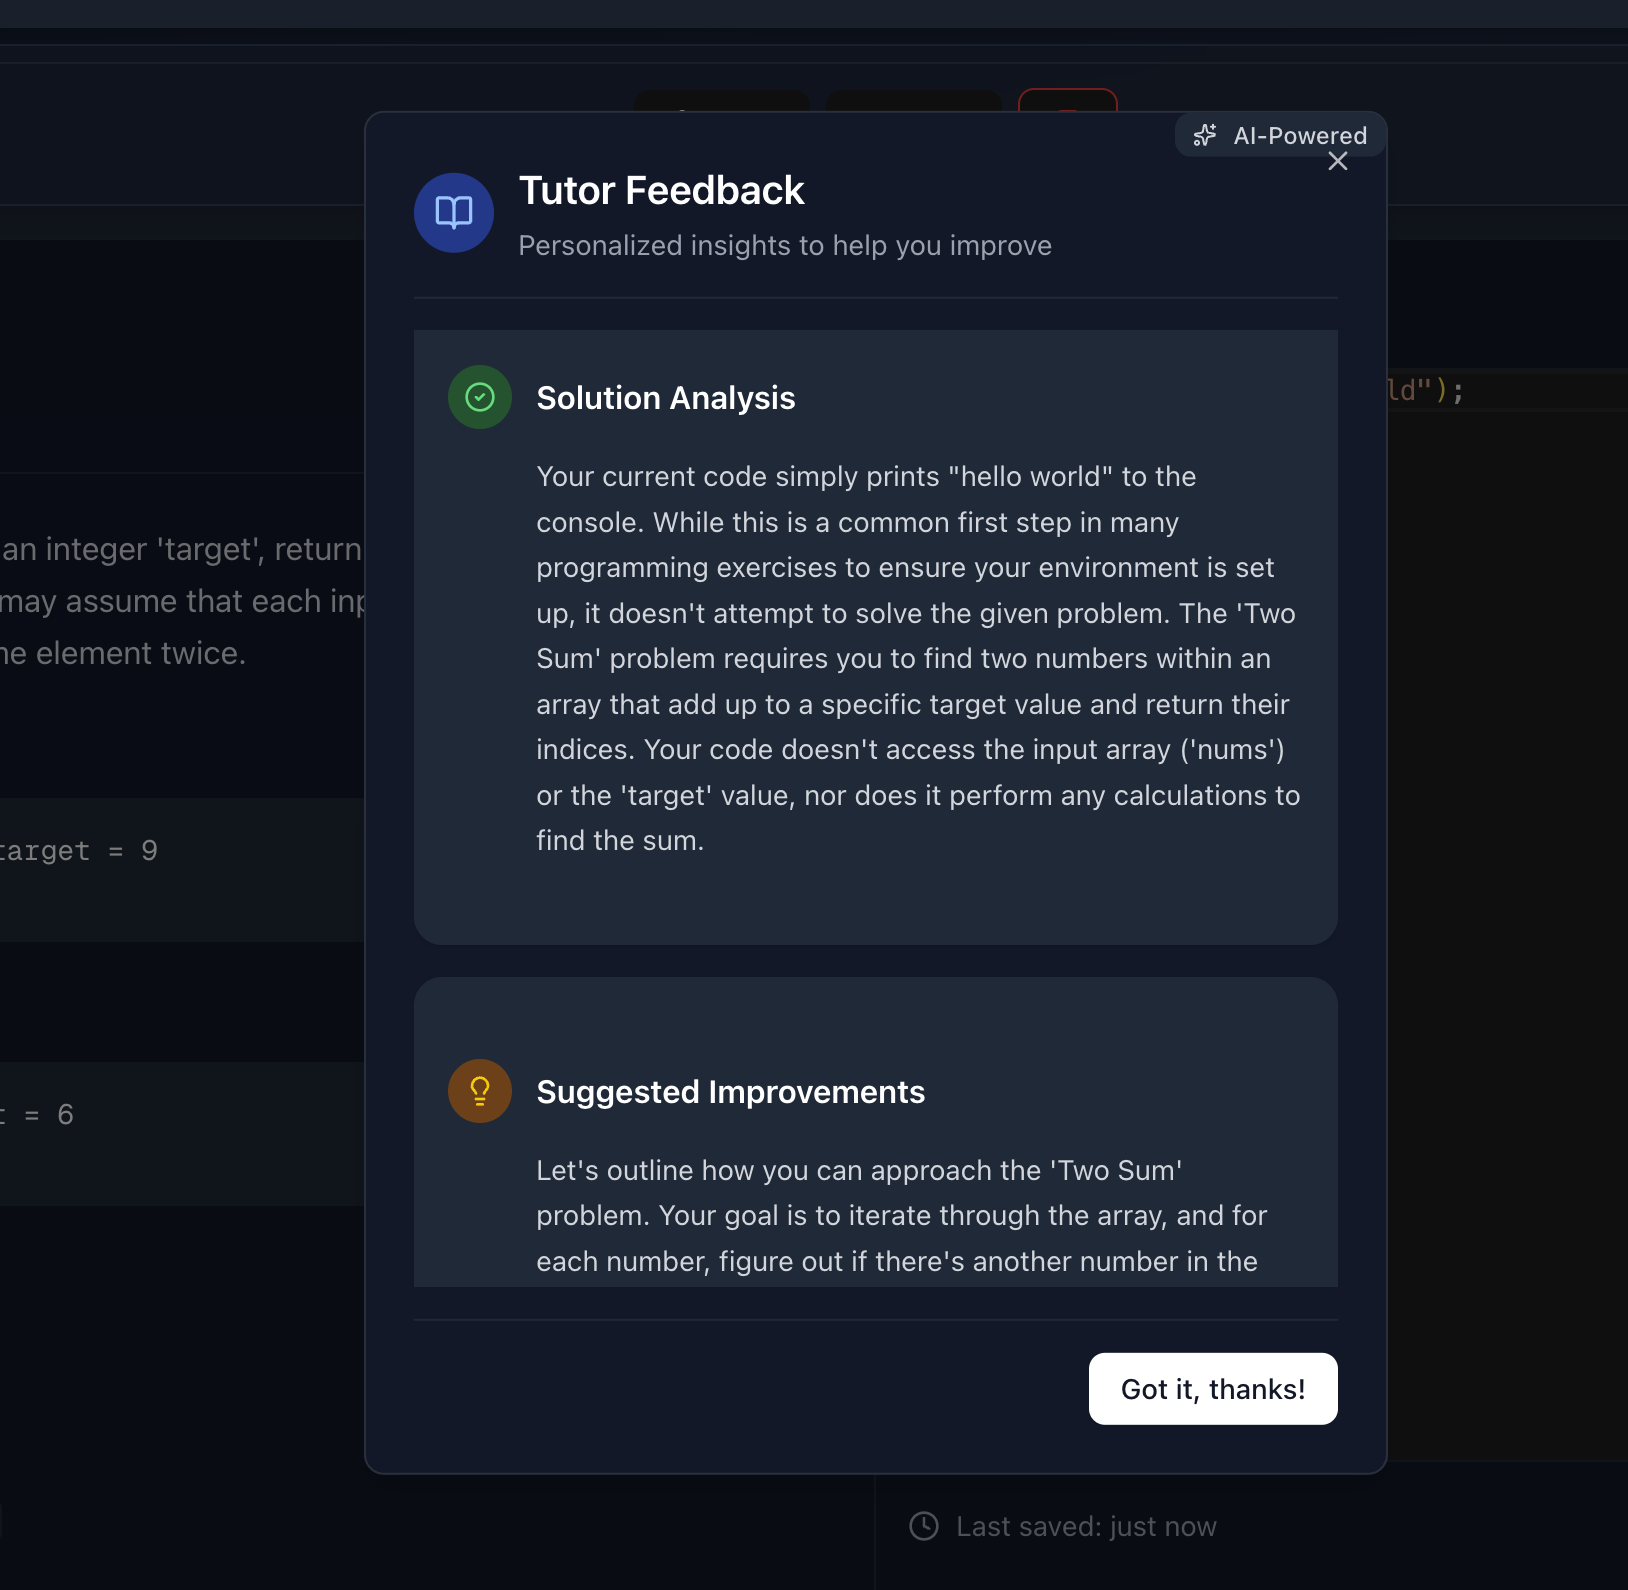 AI-Powered
Tutor Feedback
Personalized insights to help you improve
Solution Analysis
ld");
Your current code simply prints "hello world" to the
console. While this is a common first step in many
programming exercises to ensure your environment is set
up, it doesn't attempt to solve the given problem. The 'Two
Sum' problem requires you to find two numbers within an
array that add up to a specific target value and return their
indices. Your code doesn't access the input array ('nums')
or the 'target' value, nor does it perform any calculations to
find the sum.
an integer 'target', return
may assume that each inp
element twice.
target = 9
= 6
Suggested Improvements
Let's outline how you can approach the 'Two Sum'
problem. Your goal is to iterate through the array, and for
each number, figure out if there's another number in the
Got it, thanks!
Last saved: just now